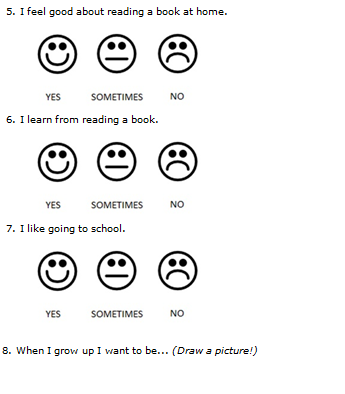 5. I feel good about reading a book at home.
YES SOMETIMES NO
6. I learn from reading a book.
YES SOMETIMES NO
7. I like going to school.
YES SOMETIMES NO
8. When I grow up I want to be... (Draw a picture!)